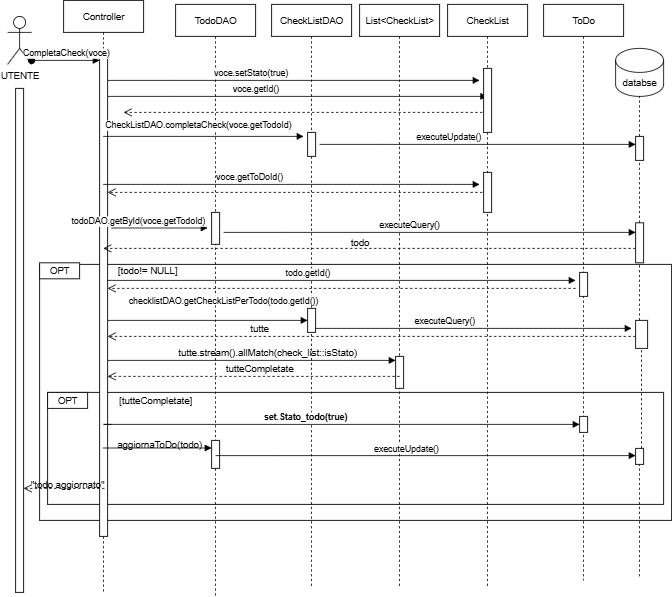 Controller
TodoDAO
CheckListDAO
List<CheckList>
CheckList
ToDo
databse
UTENTE
CompletaCheck(voce)
voce.setStato(true)
voce.getId()
CheckListDAO.completaCheck(voce.getTodoId)
executeUpdate()
voce.getToDoId()
todoDAO.getById(voce.getTodoId)
executeQuery()
todo
OPT
[todo!= NULL]
todo.getId()
checklistDAO.getCheckListPerTodo(todo.getId())
executeQuery()
tutte
tutte.stream().allMatch(check_list::isStato)
tutteCompletate
OPT
[tutteCompletate]
set.Stato_todo(true)
aggiornaToDo(todo)
executeUpdate()
"todo.aggiornato"